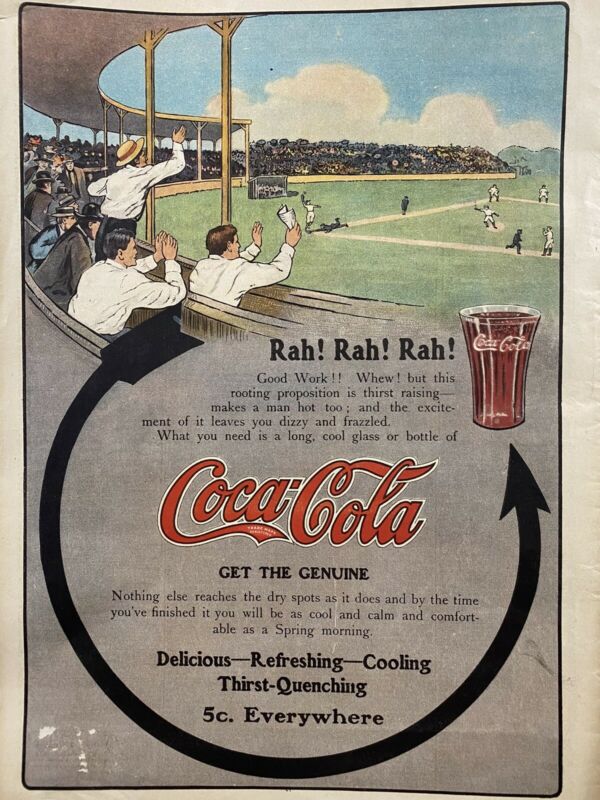 Rah! Rah! Rah!
Good Work!! Whew! but this
rooting proposition is thirst raising—
makes a man hot too; and the excite-
ment of it leaves you dizzy and frazzled.
What you need is a long, cool glass or bottle of
Coca-Cola
Coca-Cola
TRADE MARK
GET THE GENUINE
Nothing else reaches the dry spots as it does and by the time
you've finished it you will be as cool and calm and comfort-
able as a Spring morning.
Delicious—Refreshing—Cooling
Thirst-Quenching
5c. Everywhere